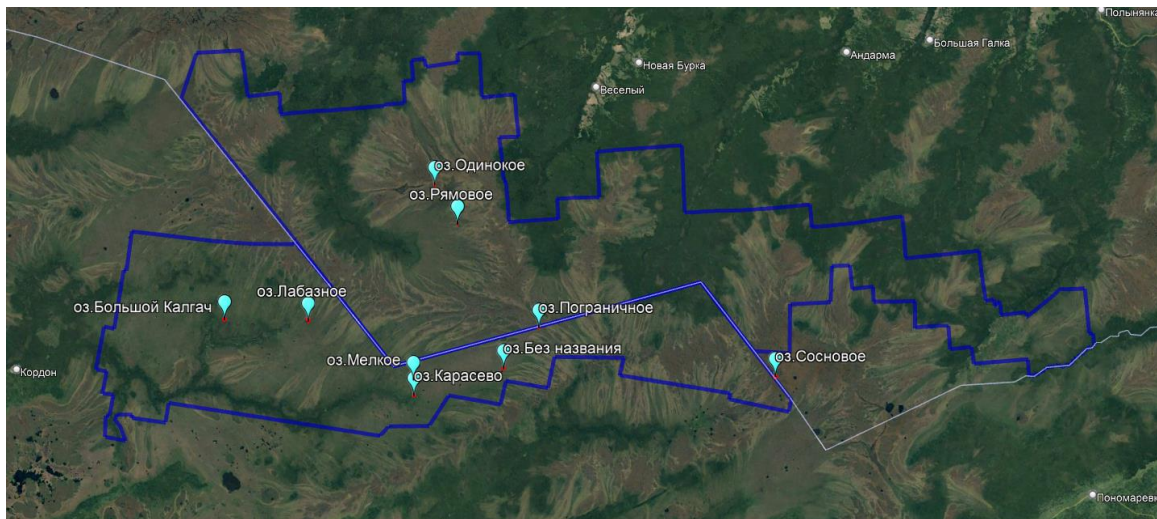 Полынянка
Большая Галка
Андарма
Новая Бурка
Веселый
оз.Одинокое
оз.Рямовое
оз.Большой Калгач
оз.Лабазное
оз.Пограничное
оз.Без названия
оз.Мелкое
оз.Карасево
оз.Сосновое
Кордон
Пономаревк